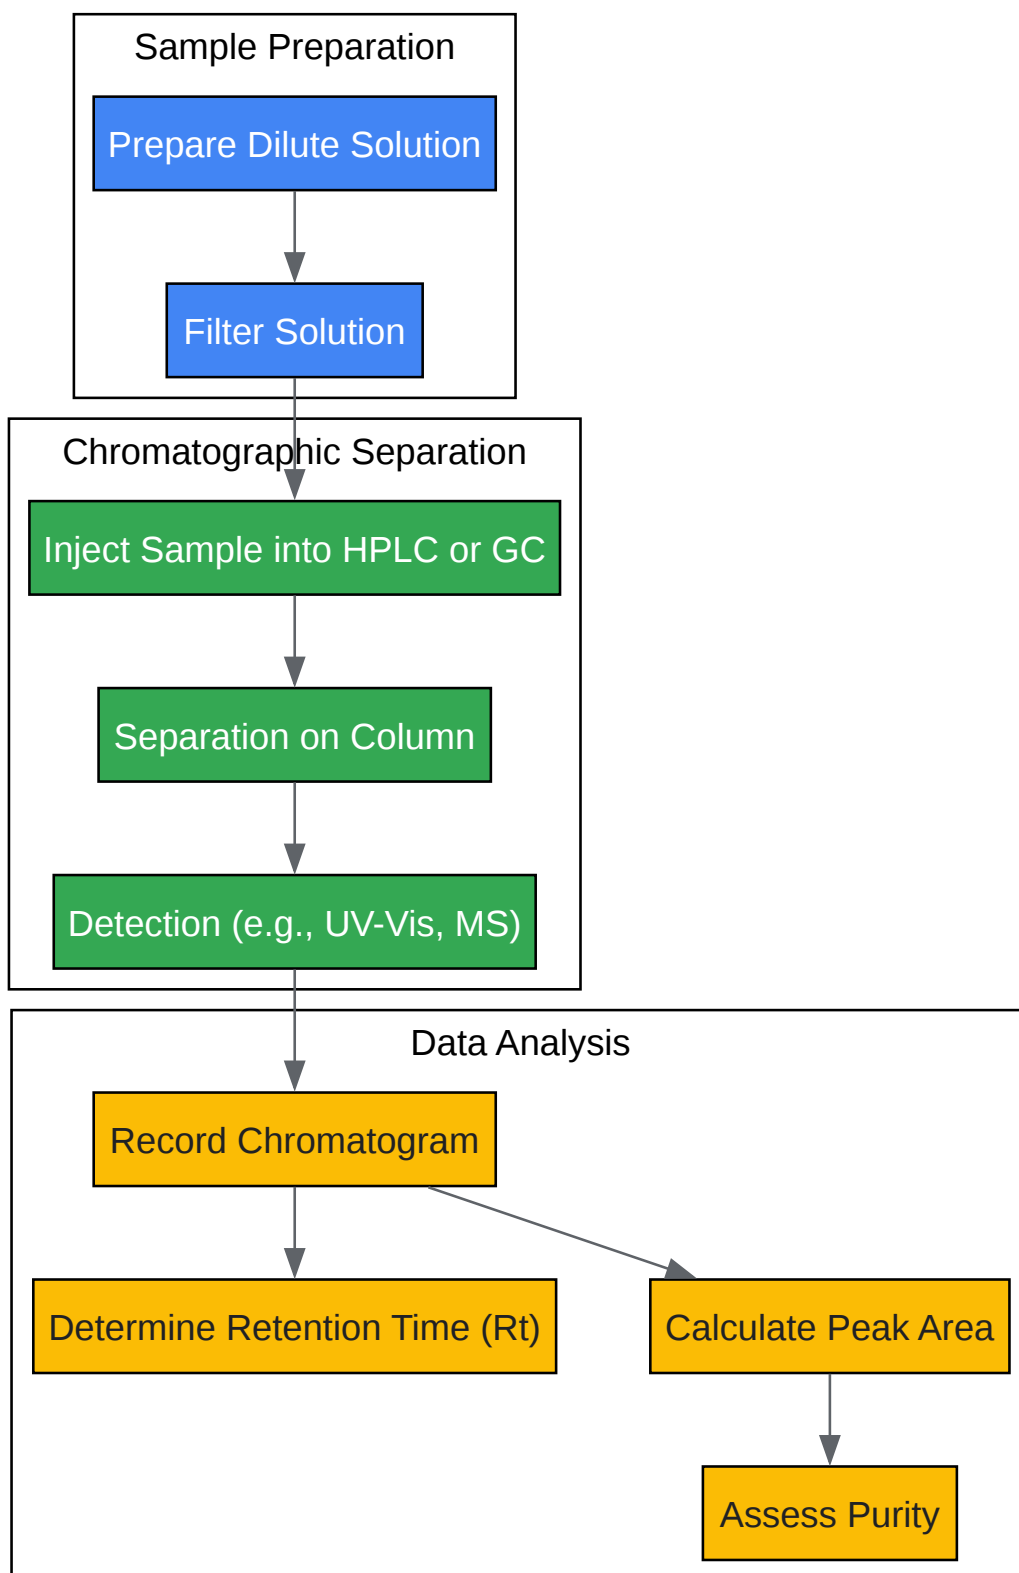 Sample Preparation
Prepare Dilute Solution
Filter Solution
Chromatographic Separation
Inject Sample into HPLC or GC
Separation on Column
Detection (e.g., UV-Vis, MS)
Data Analysis
Record Chromatogram
Determine Retention Time (Rt)
Calculate Peak Area
Assess Purity